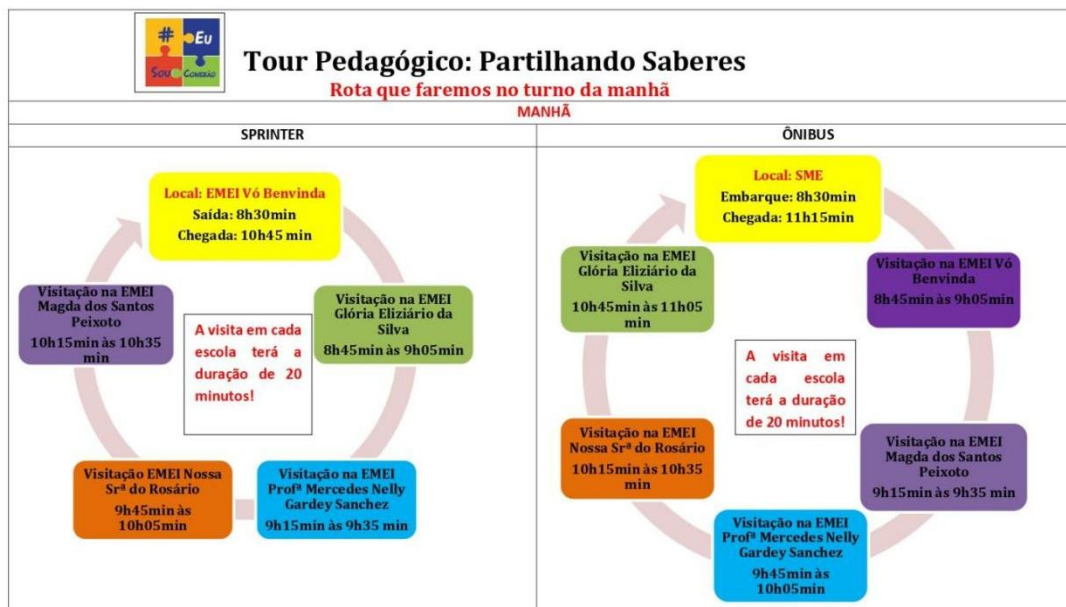 # Eu
Sou Conexão
Tour Pedagógico: Partilhando Saberes
Rota que faremos no turno da manhã
MANHÃ
SPRINTER
Local: EMEI Vó Benvinda
Saída: 8h30min
Chegada: 10h45 min
Visitação na EMEI
Glória Eliziário da
Silva
8h45min às 9h05min
Visitação na EMEI
Profª Mercedes Nelly
Gardey Sanchez
9h15min às 9h35 min
Visitação EMEI Nossa
Srª do Rosário
9h45min às
10h05min
Visitação na EMEI
Magda dos Santos
Peixoto
10h15min às 10h35
min
A visita em cada
escola terá a
duração de 20
minutos!
ÔNIBUS
Local: SME
Embarque: 8h30min
Chegada: 11h15min
Visitação na EMEI Vó
Benvinda
8h45min às 9h05min
Visitação na EMEI
Magda dos Santos
Peixoto
9h15min às 9h35 min
Visitação na EMEI
Profª Mercedes Nelly
Gardey Sanchez
9h45min às
10h05min
Visitação na EMEI
Nossa Srª do Rosário
10h15min às 10h35
min
Visitação na EMEI
Glória Eliziário da
Silva
10h45min às 11h05
min
A visita em
cada escola
terá a duração
de 20 minutos!